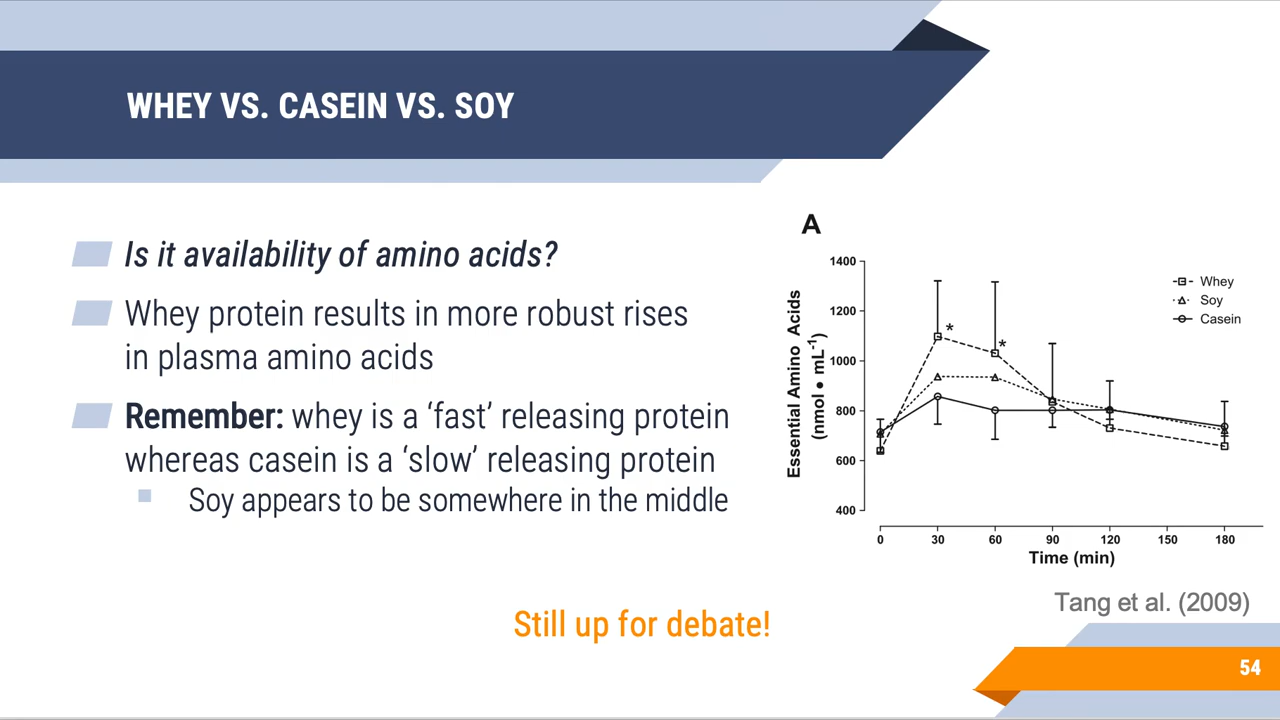 WHEY VS. CASEIN VS. SOY
Is it availability of amino acids?
Whey protein results in more robust rises
in plasma amino acids
Remember: whey is a ‘fast’ releasing protein
whereas casein is a ‘slow’ releasing protein
Soy appears to be somewhere in the middle
Still up for debate!
A
Essential Amino Acids
(nmol ● mL-1)
1400
1200
1000
800
600
400
Whey
Soy
Casein
*
*
0 30 60 90 120 150 180
Time (min)
Tang et al. (2009)
54